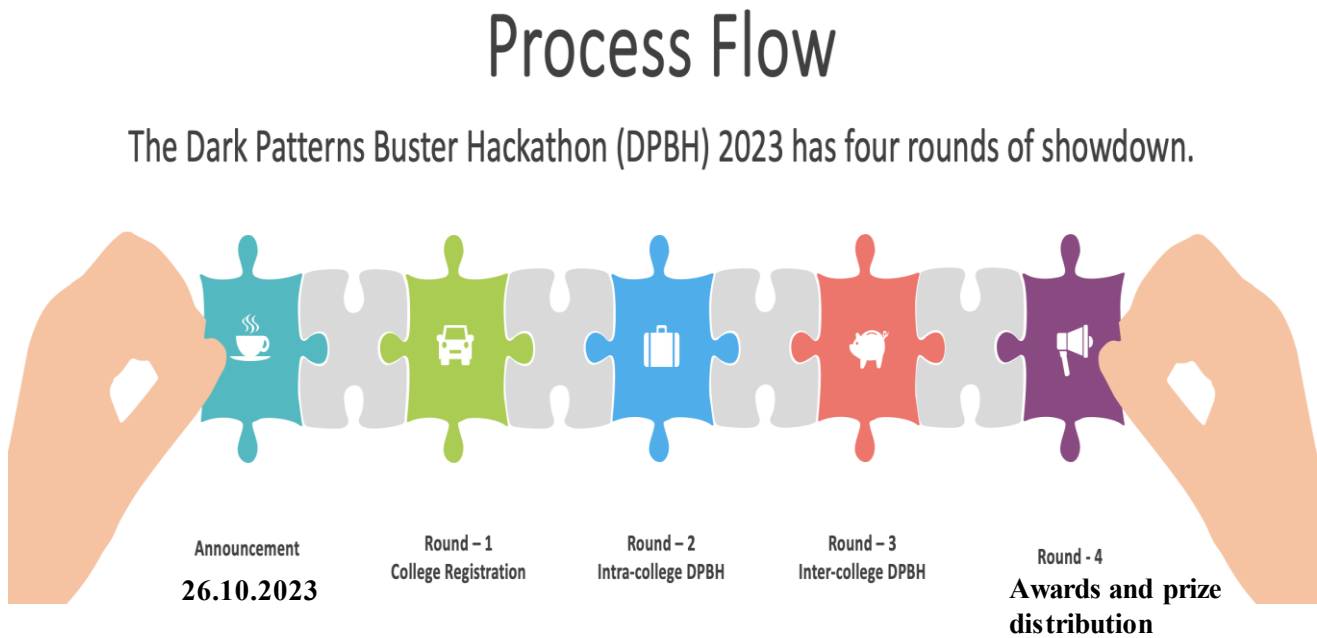 Process Flow
The Dark Patterns Buster Hackathon (DPBH) 2023 has four rounds of showdown.
Announcement
26.10.2023
Round – 1
College Registration
Round – 2
Intra-college DPBH
Round – 3
Inter-college DPBH
Round - 4
Awards and prize
distribution